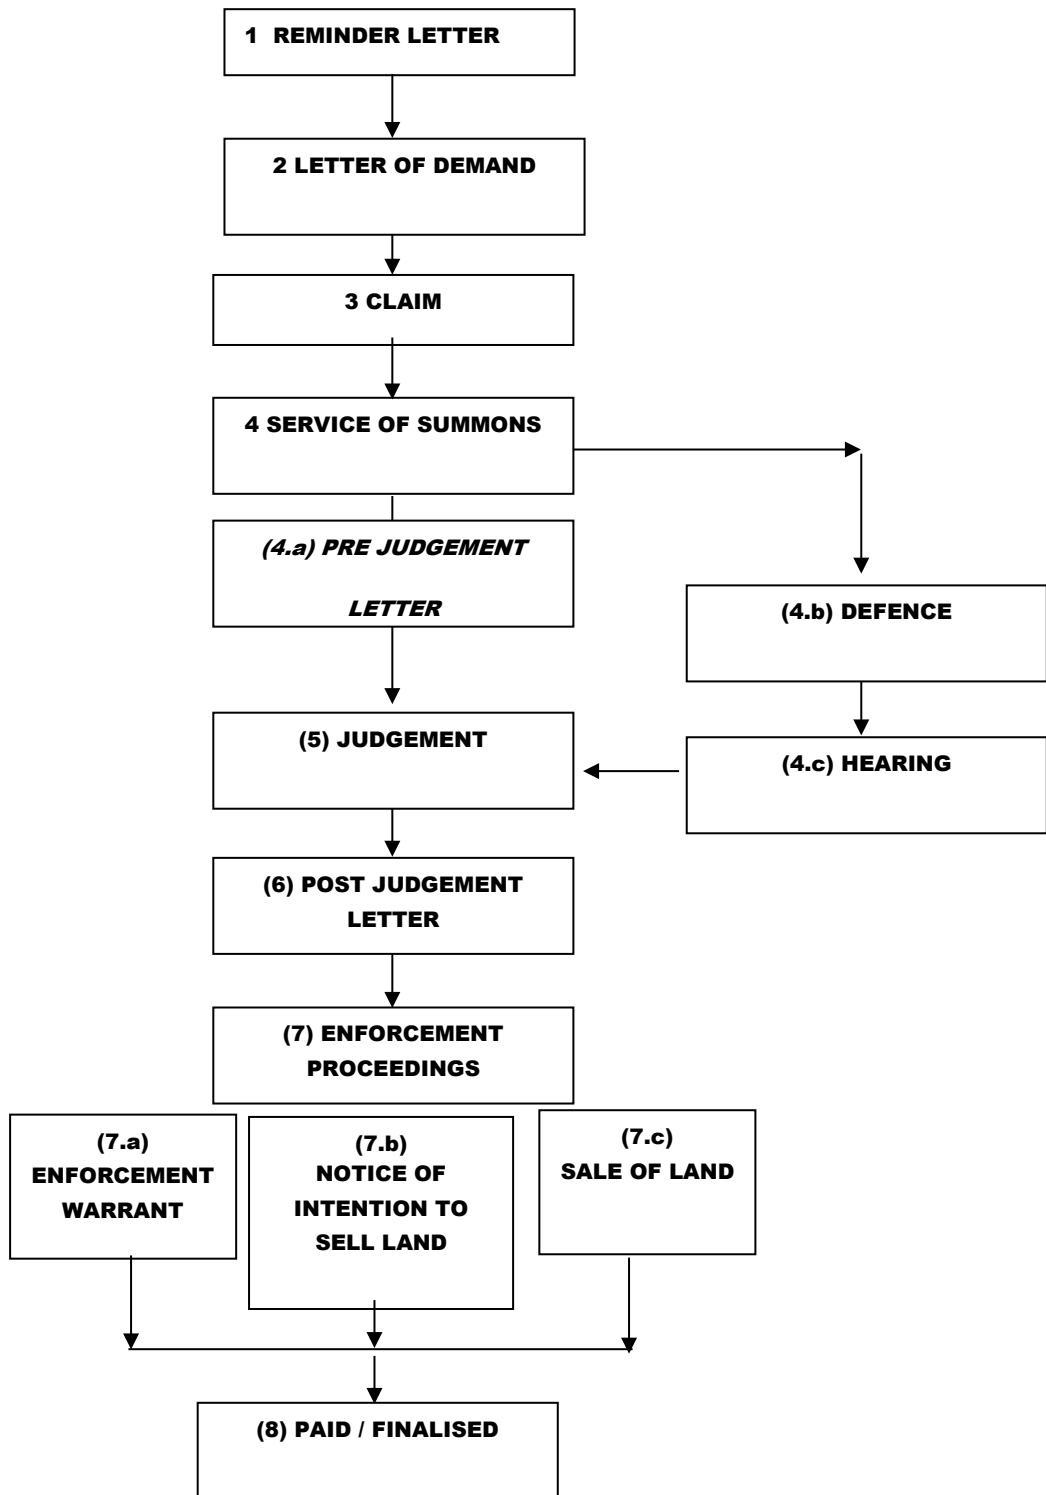 1 REMINDER LETTER
2 LETTER OF DEMAND
3 CLAIM
4 SERVICE OF SUMMONS
(4.a) PRE JUDGEMENT
LETTER
(4.b) DEFENCE
(5) JUDGEMENT
(4.c) HEARING
(6) POST JUDGEMENT
LETTER
(7) ENFORCEMENT
PROCEEDINGS
(7.a)
ENFORCEMENT
WARRANT
(7.b)
NOTICE OF
INTENTION TO
SELL LAND
(7.c)
SALE OF LAND
(8) PAID / FINALISED